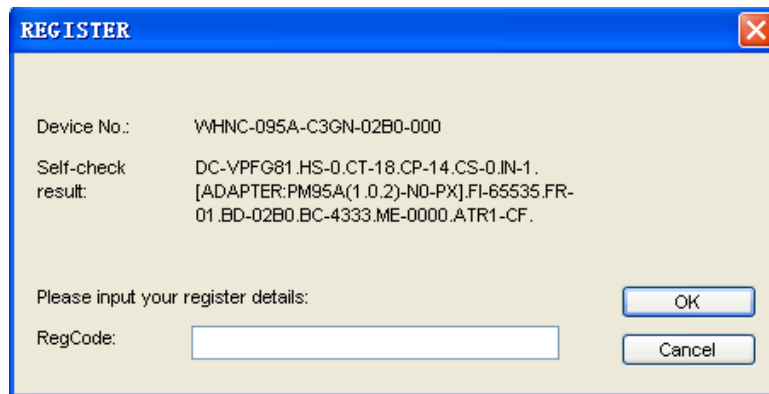 REGISTER
Device No.: WHNC-095A-C3GN-02B0-000
Self-check result: DC-VPFG81.HS-0.CT-18.CP-14.CS-0.IN-1.
[ADAPTER:PM95A(1.0.2)-N0-PX].FI-65535.FR-
01.BD-02B0.BC-4333.ME-0000.ATR1-CF.
Please input your register details:
OK
RegCode:
Cancel